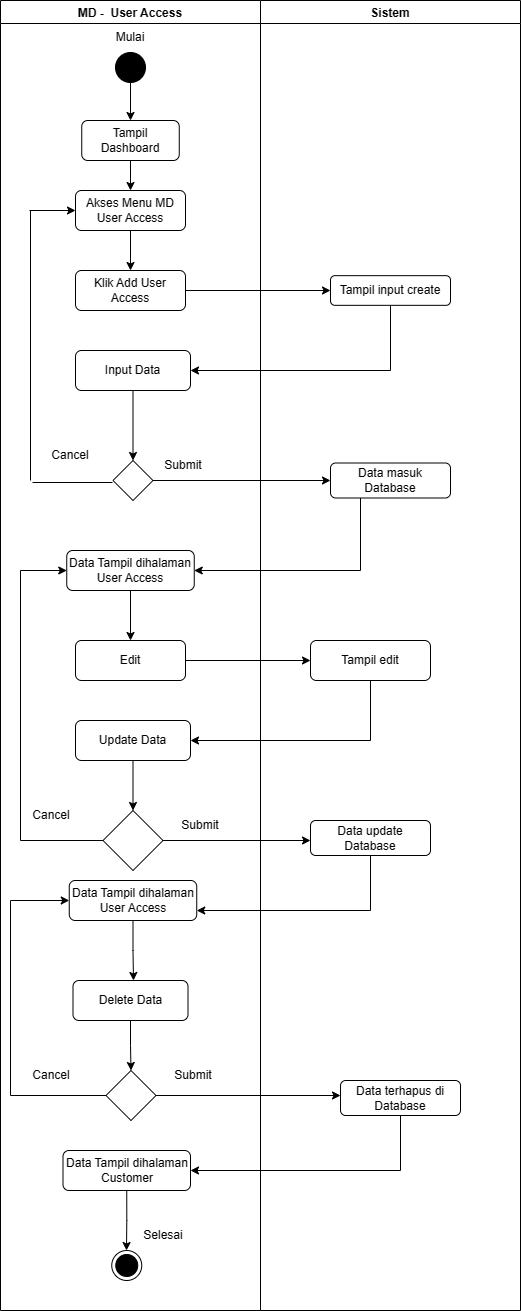 MD - User Access
Sistem
Mulai
Tampil
Dashboard
Akses Menu MD
User Access
Klik Add User
Access
Tampil input create
Input Data
Cancel
Submit
Data masuk
Database
Data Tampil dihalaman
User Access
Edit
Tampil edit
Update Data
Cancel
Submit
Data update
Database
Data Tampil dihalaman
User Access
Delete Data
Cancel
Submit
Data terhapus di
Database
Data Tampil dihalaman
Customer
Selesai